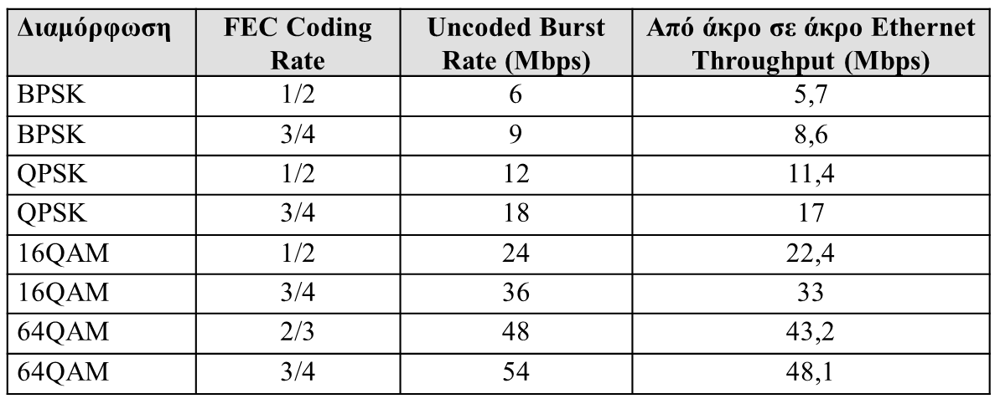 Διαμόρφωση FEC Coding Rate Uncoded Burst Rate (Mbps) Από άκρο σε άκρο Ethernet Throughput (Mbps)
BPSK 1/2 6 5,7
BPSK 3/4 9 8,6
QPSK 1/2 12 11,4
QPSK 3/4 18 17
16QAM 1/2 24 22,4
16QAM 3/4 36 33
64QAM 2/3 48 43,2
64QAM 3/4 54 48,1